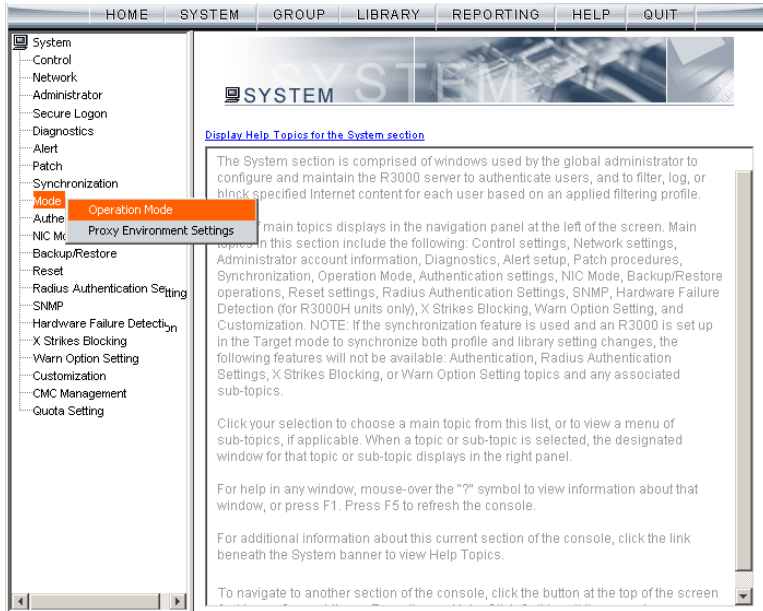 HOME SYSTEM GROUP LIBRARY REPORTING HELP QUIT
System
Control
Network
Administrator
Secure Logon
Diagnostics
Alert
Patch
Synchronization
Mode
Operation Mode
Proxy Environment Settings
Authe
NIC Mo
Backup/Restore
Reset
Radius Authentication Setting
SNMP
Hardware Failure Detection
X Strikes Blocking
Warn Option Setting
Customization
CMC Management
Quota Setting
SYSTEM
SYSTEM
Display Help Topics for the System section
The System section is comprised of windows used by the global administrator to
configure and maintain the R3000 server to authenticate users, and to filter, log, or
block specified Internet content for each user based on an applied filtering profile.
main topics displays in the navigation panel at the left of the screen. Main
topics in this section include the following: Control settings, Network settings,
Administrator account information, Diagnostics, Alert setup, Patch procedures,
Synchronization, Operation Mode, Authentication settings, NIC Mode, Backup/Restore
operations, Reset settings, Radius Authentication Settings, SNMP, Hardware Failure
Detection (for R3000H units only), X Strikes Blocking, Warn Option Setting, and
Customization. NOTE: If the synchronization feature is used and an R3000 is set up
in the Target mode to synchronize both profile and library setting changes, the
following features will not be available: Authentication, Radius Authentication
Settings, X Strikes Blocking, or Warn Option Setting topics and any associated
sub-topics.
Click your selection to choose a main topic from this list, or to view a menu of
sub-topics, if applicable. When a topic or sub-topic is selected, the designated
window for that topic or sub-topic displays in the right panel.
For help in any window, mouse-over the "?" symbol to view information about that
window, or press F1. Press F5 to refresh the console.
For additional information about this current section of the console, click the link
beneath the System banner to view Help Topics.
To navigate to another section of the console, click the button at the top of the screen